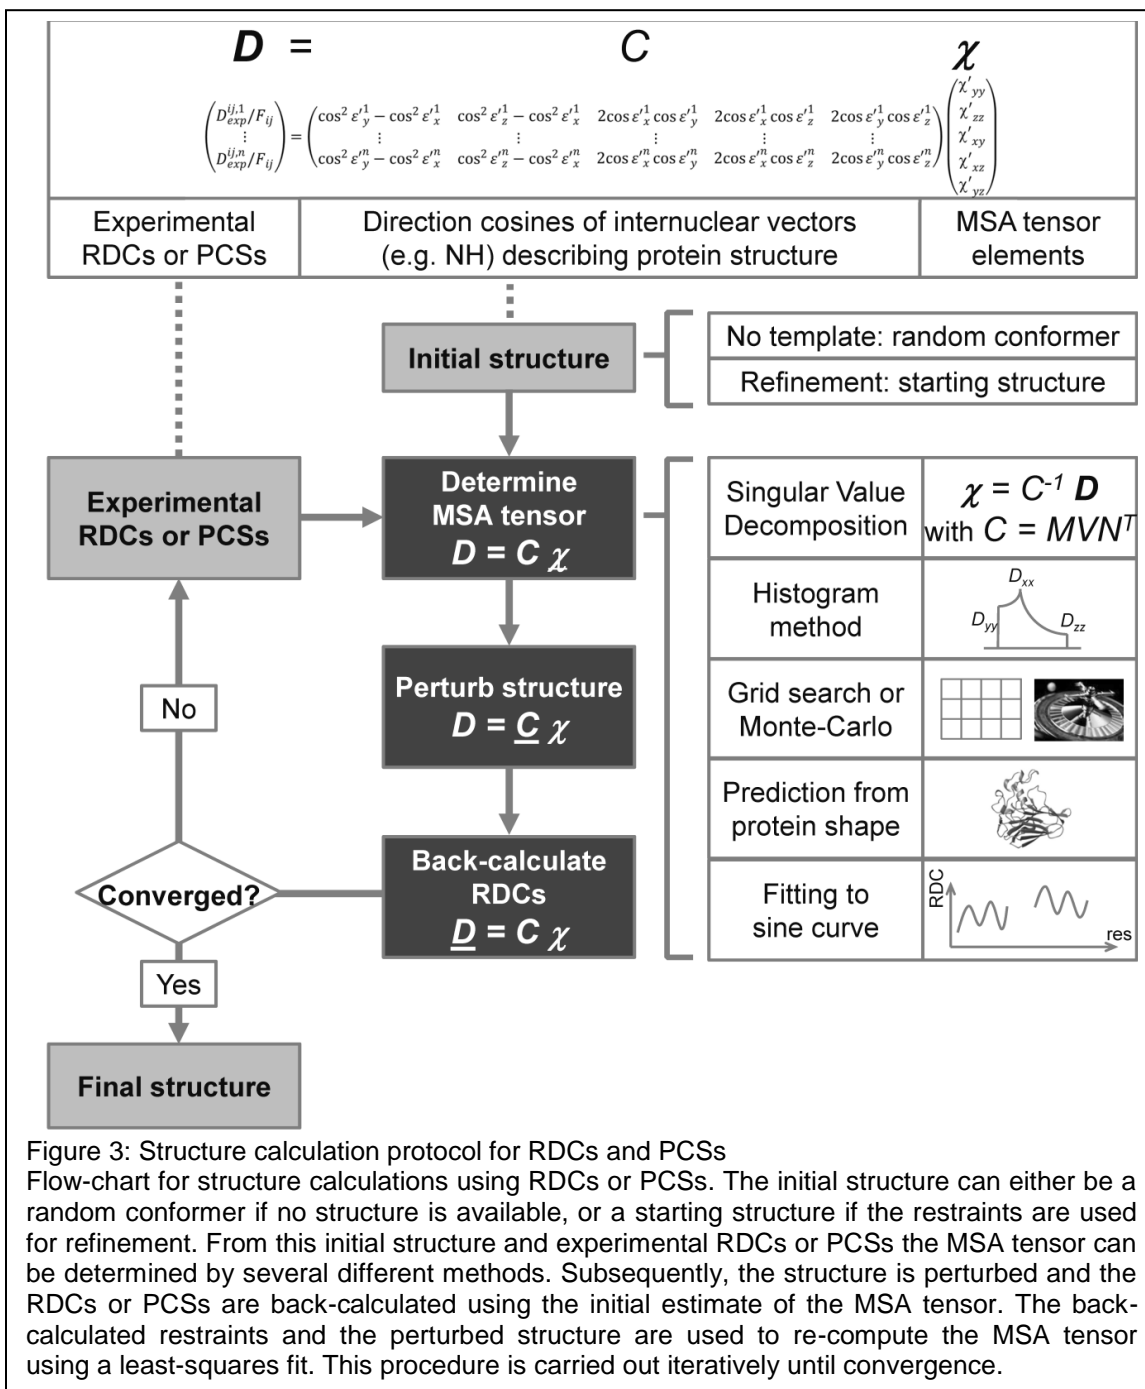 D = C χ
(D_exp^{ij,1}/F_ij ⋮ D_exp^{ij,n}/F_ij) = (cos² ε'_y^1 − cos² ε'_x^1 cos² ε'_z^1 − cos² ε'_x^1 2cos ε'_x^1 cos ε'_y^1 2cos ε'_x^1 cos ε'_z^1 2cos ε'_y^1 cos ε'_z^1
⋮ ⋮ ⋮ ⋮ ⋮
cos² ε'_y^n − cos² ε'_x^n cos² ε'_z^n − cos² ε'_x^n 2cos ε'_x^n cos ε'_y^n 2cos ε'_x^n cos ε'_z^n 2cos ε'_y^n cos ε'_z^n) (χ'_yy χ'_zz χ'_xy χ'_xz χ'_yz)
Experimental
RDCs or PCSs
Direction cosines of internuclear vectors
(e.g. NH) describing protein structure
MSA tensor
elements
Initial structure
No template: random conformer
Refinement: starting structure
Experimental
RDCs or PCSs
Determine
MSA tensor
D = C χ
Singular Value
Decomposition
χ = C⁻¹ D
with C = MVNᵀ
Histogram
method
D_xx
D_yy
D_zz
Perturb structure
D = C χ
No
Grid search or
Monte-Carlo
Prediction from
protein shape
Back-calculate
RDCs
D = C χ
Converged?
Fitting to
sine curve
RDC
res
Yes
Final structure
Figure 3: Structure calculation protocol for RDCs and PCSs
Flow-chart for structure calculations using RDCs or PCSs. The initial structure can either be a
random conformer if no structure is available, or a starting structure if the restraints are used
for refinement. From this initial structure and experimental RDCs or PCSs the MSA tensor can
be determined by several different methods. Subsequently, the structure is perturbed and the
RDCs or PCSs are back-calculated using the initial estimate of the MSA tensor. The back-
calculated restraints and the perturbed structure are used to re-compute the MSA tensor
using a least-squares fit. This procedure is carried out iteratively until convergence.